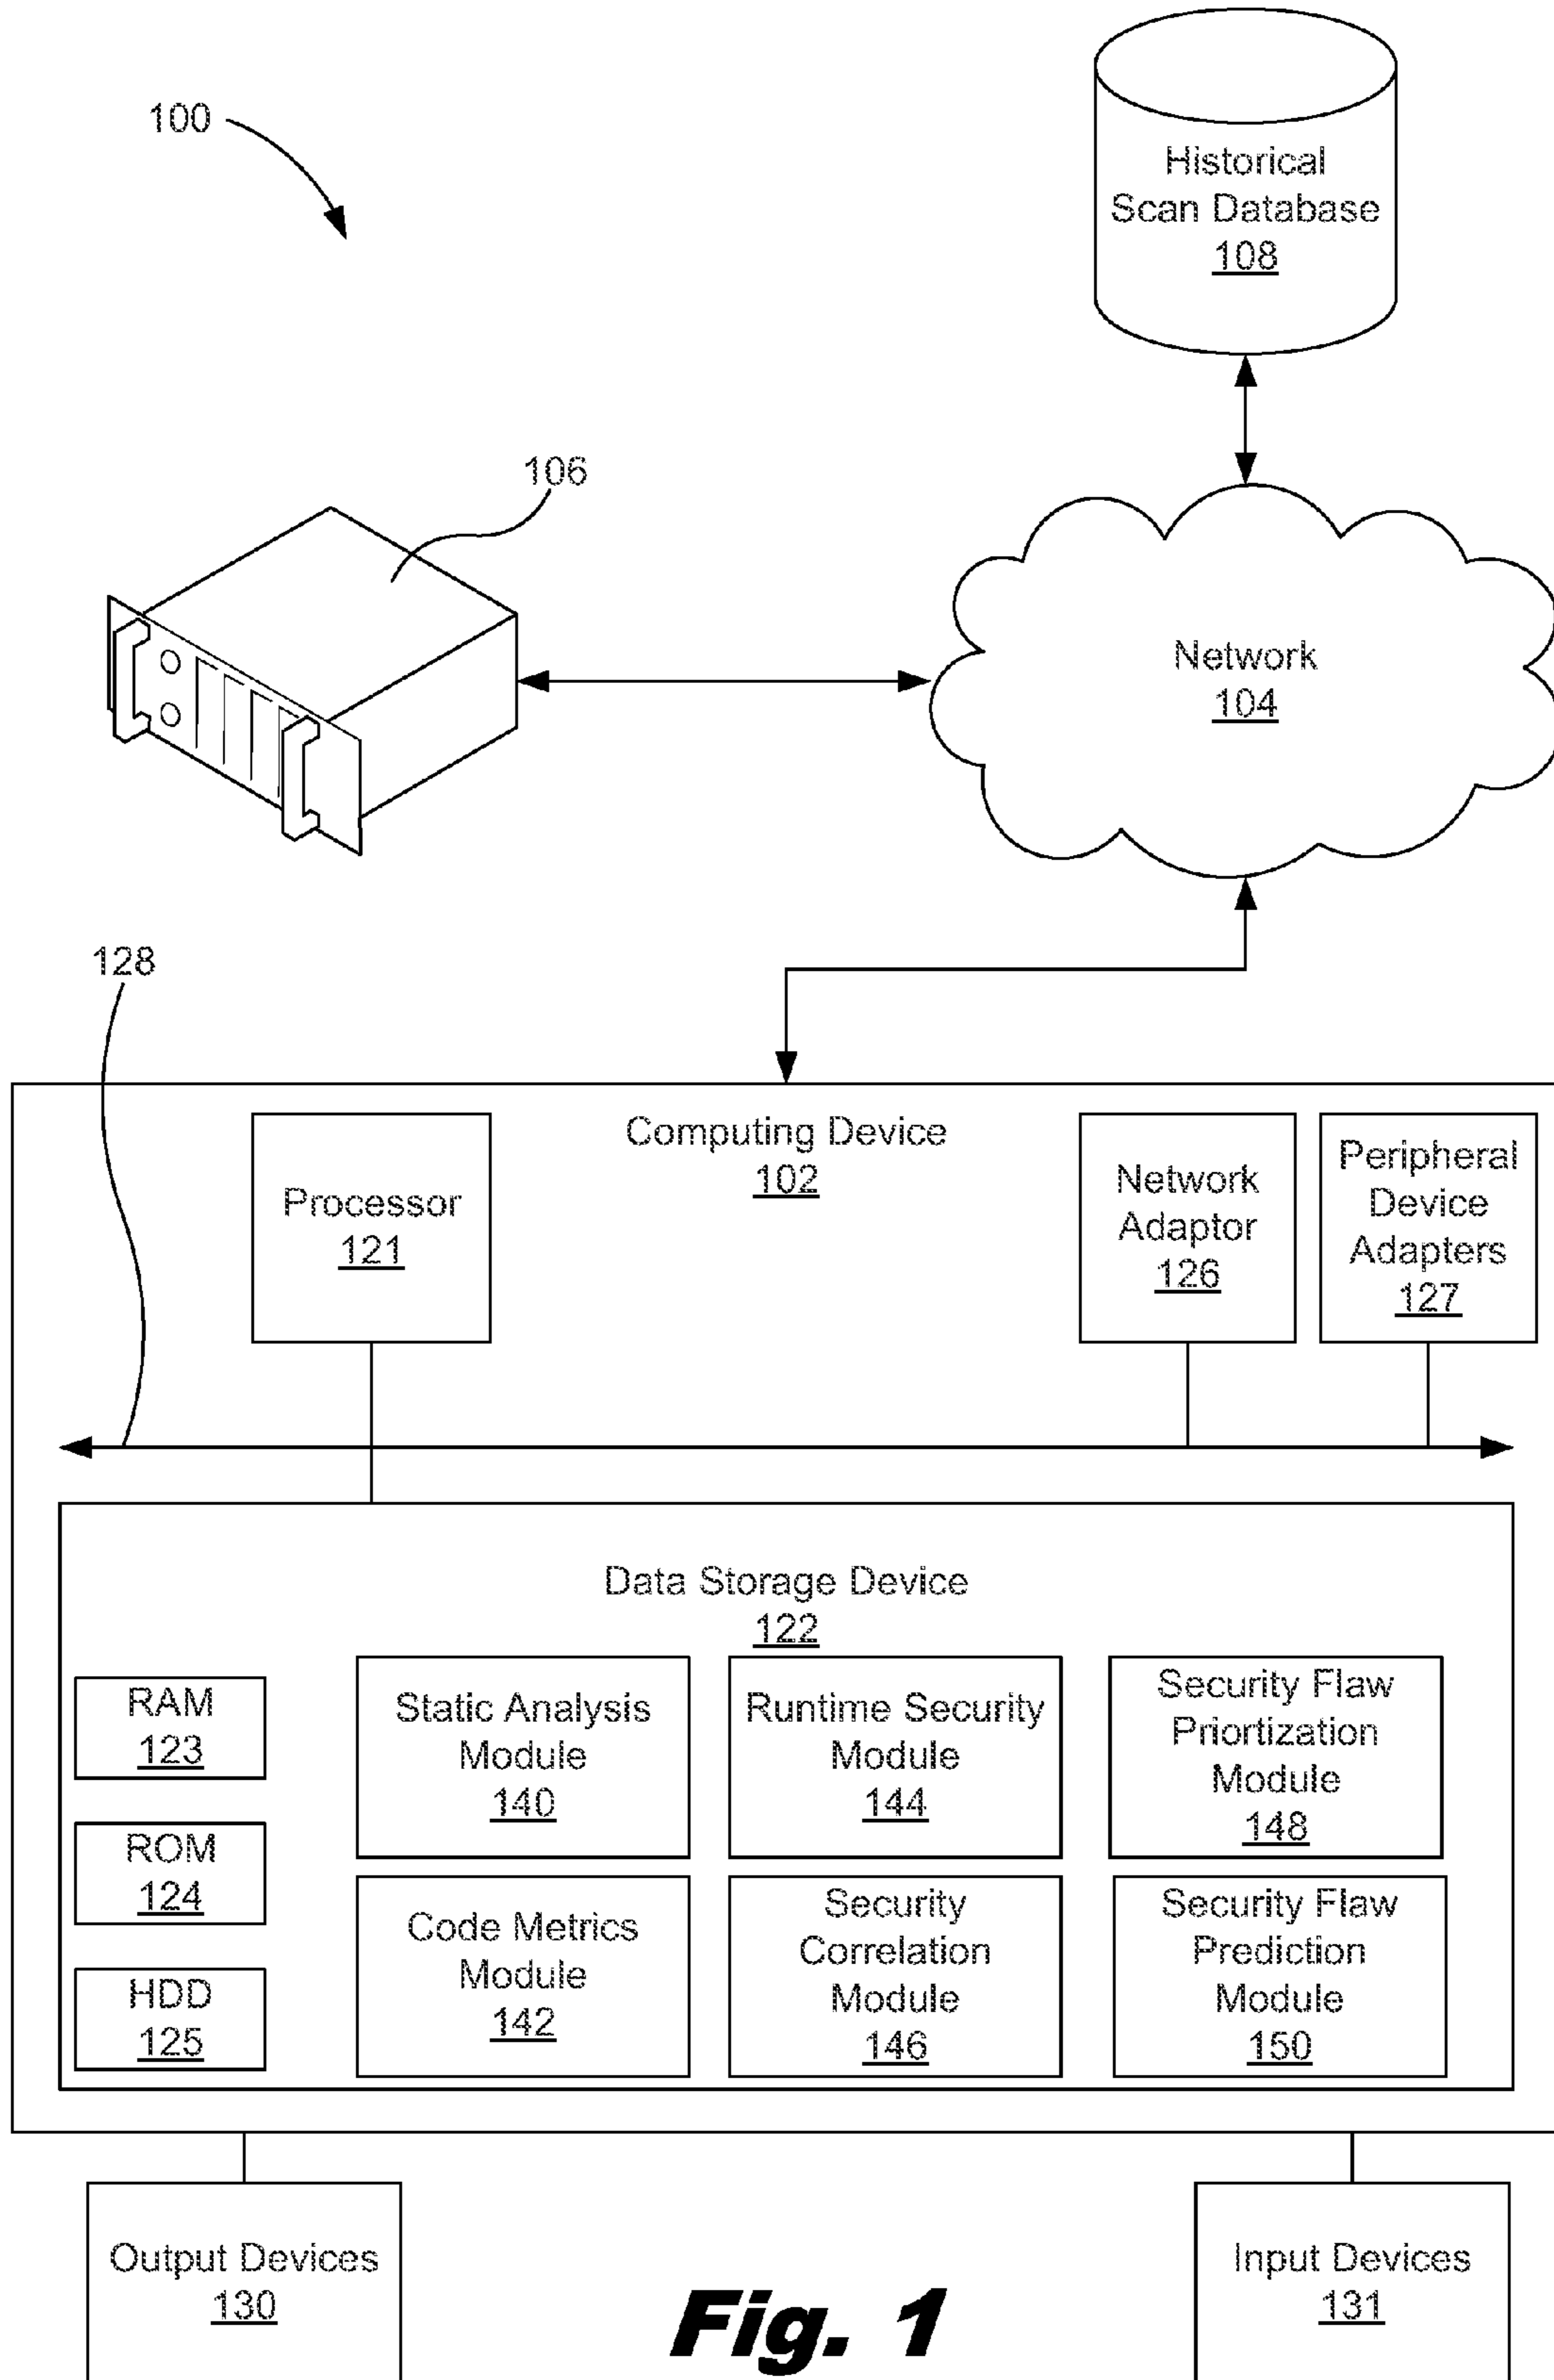 100
Historical
Scan Database
108
106
Network
104
128
Computing Device
102
Processor
121
Network
Adaptor
126
Peripheral
Device
Adapters
127
Data Storage Device
122
RAM
123
ROM
124
HDD
125
Static Analysis
Module
140
Runtime Security
Module
144
Security Flaw
Priortization
Module
148
Code Metrics
Module
142
Security
Correlation
Module
146
Security Flaw
Prediction
Module
150
Output Devices
130
Input Devices
131
Fig. 1